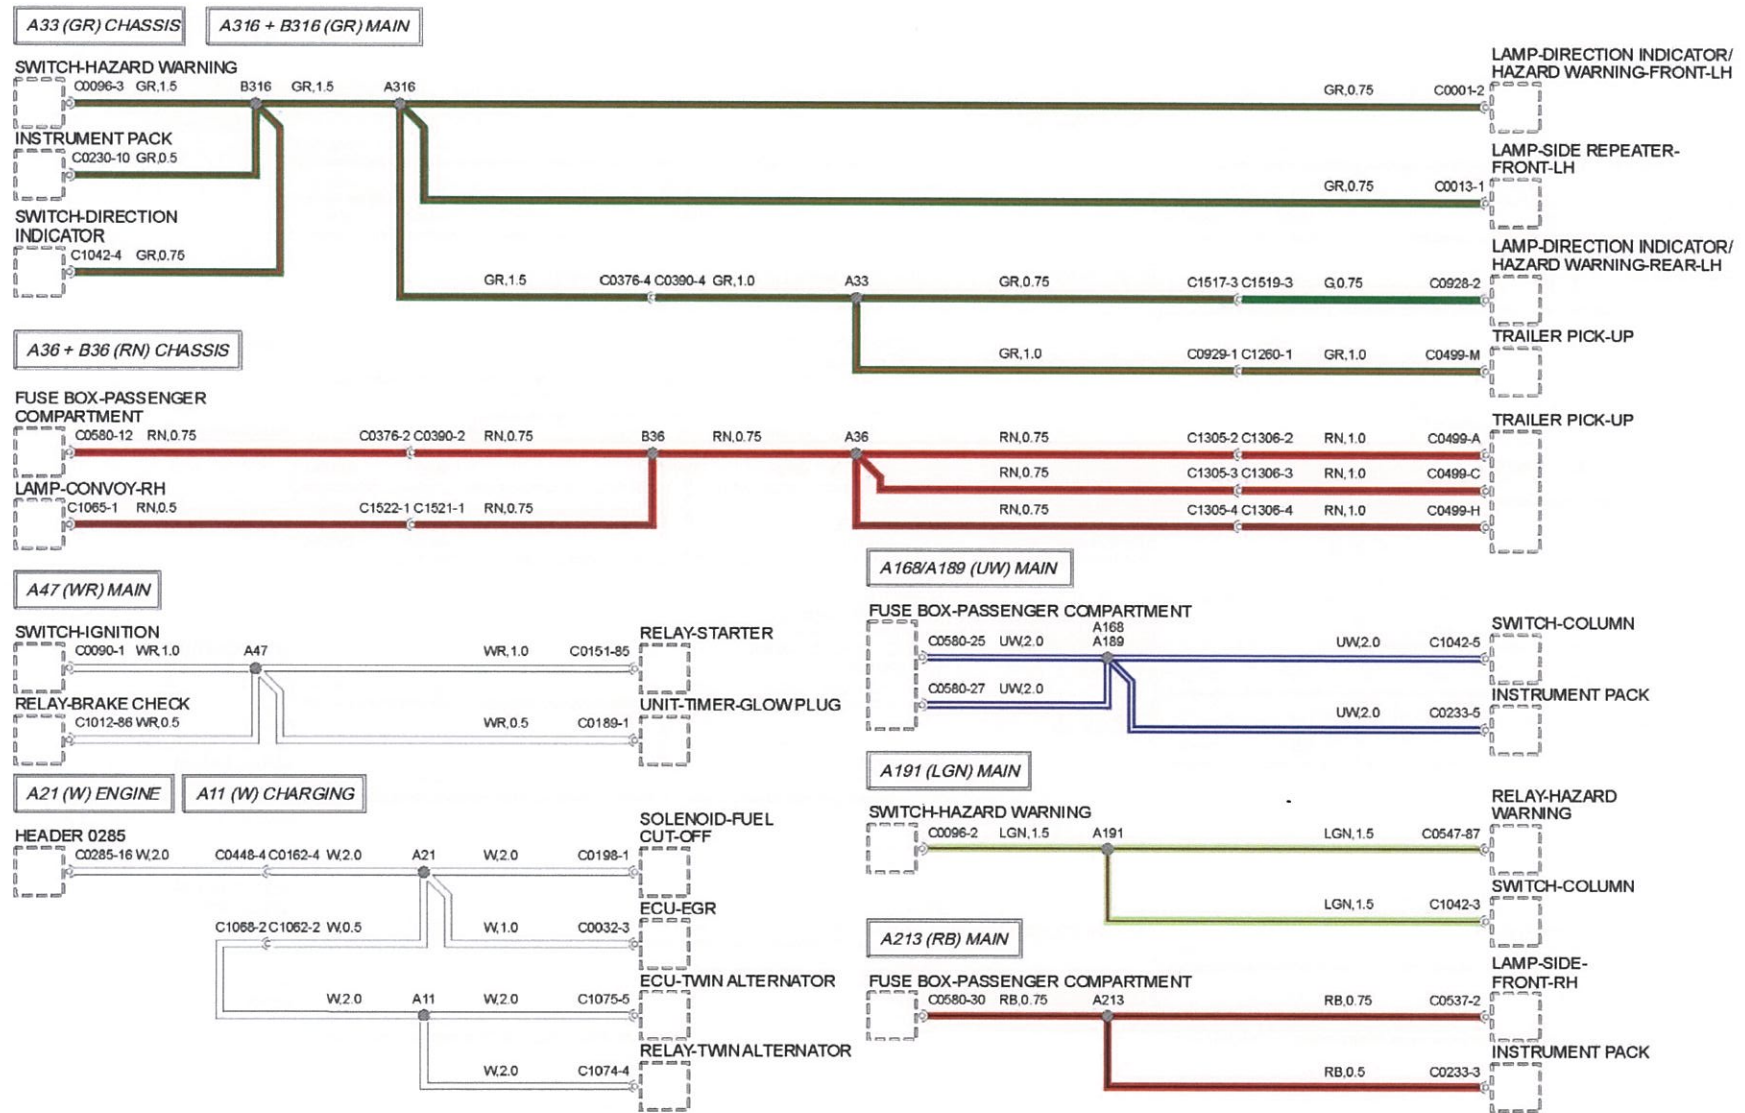 A33 (GR) CHASSIS
A316 + B316 (GR) MAIN
SWITCH-HAZARD WARNING
C0096-3 GR,1.5
B316
GR,1.5
A316
GR,0.75
C0001-2
LAMP-DIRECTION INDICATOR/
HAZARD WARNING-FRONT-LH
INSTRUMENT PACK
C0230-10 GR,0.5
LAMP-SIDE REPEATER-
FRONT-LH
GR,0.75
C0013-1
SWITCH-DIRECTION
INDICATOR
C1042-4 GR,0.75
LAMP-DIRECTION INDICATOR/
HAZARD WARNING-REAR-LH
GR,1.5
C0376-4 C0390-4 GR,1.0
A33
GR,0.75
C1517-3 C1519-3
G,0.75
C0928-2
TRAILER PICK-UP
GR,1.0
C0929-1 C1260-1
GR,1.0
C0499-M
A36 + B36 (RN) CHASSIS
FUSE BOX-PASSENGER
COMPARTMENT
C0580-12 RN,0.75
C0376-2 C0390-2 RN,0.75
B36
RN,0.75
A36
RN,0.75
C1305-2 C1306-2
RN,1.0
C0499-A
TRAILER PICK-UP
RN,0.75
C1305-3 C1306-3
RN,1.0
C0499-C
LAMP-CONVOY-RH
C1065-1 RN,0.5
C1522-1 C1521-1 RN,0.75
RN,0.75
C1305-4 C1306-4
RN,1.0
C0499-H
A47 (WR) MAIN
SWITCH-IGNITION
C0090-1 WR,1.0
A47
WR,1.0
C0151-85
RELAY-STARTER
RELAY-BRAKE CHECK
C1012-86 WR,0.5
WR,0.5
C0189-1
UNIT-TIMER-GLOW PLUG
A168/A189 (UW) MAIN
FUSE BOX-PASSENGER COMPARTMENT
C0580-25 UW,2.0
A168
A189
UW,2.0
C1042-5
SWITCH-COLUMN
C0580-27 UW,2.0
UW,2.0
C0233-5
INSTRUMENT PACK
A21 (W) ENGINE
A11 (W) CHARGING
HEADER 0285
C0285-16 W,2.0
C0448-4 C0162-4 W,2.0
A21
W,2.0
C0198-1
SOLENOID-FUEL
CUT-OFF
C1068-2 C1062-2 W,0.5
W,1.0
C0032-3
ECU-EGR
W,2.0
A11
W,2.0
C1075-5
ECU-TWIN ALTERNATOR
W,2.0
C1074-4
RELAY-TWIN ALTERNATOR
A191 (LGN) MAIN
SWITCH-HAZARD WARNING
C0096-2 LGN,1.5
A191
LGN,1.5
C0547-87
RELAY-HAZARD
WARNING
LGN,1.5
C1042-3
SWITCH-COLUMN
A213 (RB) MAIN
FUSE BOX-PASSENGER COMPARTMENT
C0580-30 RB,0.75
A213
RB,0.75
C0537-2
LAMP-SIDE-
FRONT-RH
RB,0.5
C0233-3
INSTRUMENT PACK